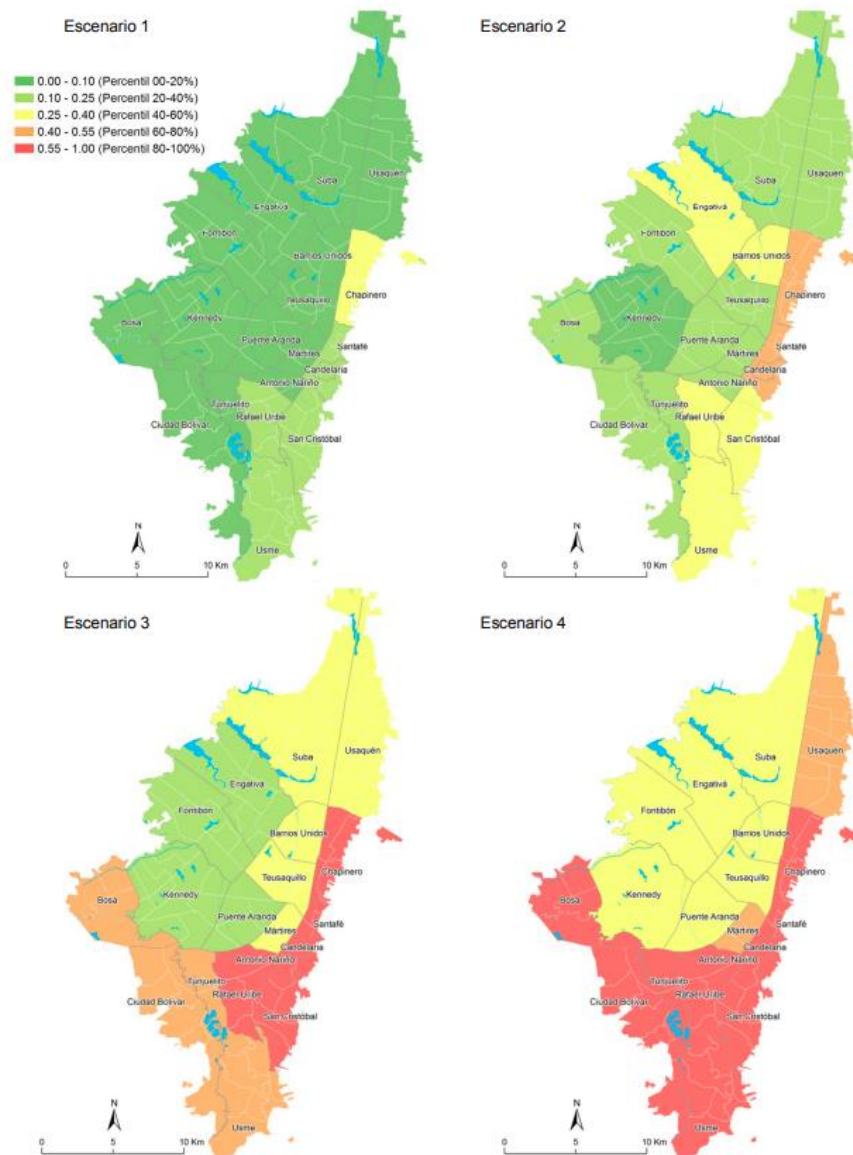 Escenario 1
0.00 - 0.10 (Percentil 00-20%)
0.10 - 0.25 (Percentil 20-40%)
0.25 - 0.40 (Percentil 40-60%)
0.40 - 0.55 (Percentil 60-80%)
0.55 - 1.00 (Percentil 80-100%)
Suba
Usaquén
Engativá
Fontibón
Barrios Unidos
Chapinero
Teusaquillo
Bosa
Kennedy
Puente Aranda
Santafé
Mártires
Candelaria
Antonio Nariño
Tunjuelito
Rafael Uribe
Ciudad Bolívar
San Cristóbal
Usme
N
0 5 10 Km
Escenario 2
Suba
Usaquén
Engativá
Fontibón
Barrios Unidos
Chapinero
Teusaquillo
Bosa
Kennedy
Puente Aranda
Santafé
Mártires
Candelaria
Antonio Nariño
Tunjuelito
Rafael Uribe
Ciudad Bolívar
San Cristóbal
Usme
N
0 5 10 Km
Escenario 3
Suba
Usaquén
Engativá
Fontibón
Barrios Unidos
Chapinero
Teusaquillo
Bosa
Kennedy
Puente Aranda
Santafé
Mártires
Candelaria
Antonio Nariño
Tunjuelito
Rafael Uribe
Ciudad Bolívar
San Cristóbal
Usme
N
0 5 10 Km
Escenario 4
Suba
Usaquén
Engativá
Fontibón
Barrios Unidos
Chapinero
Teusaquillo
Bosa
Kennedy
Puente Aranda
Santafé
Mártires
Candelaria
Antonio Nariño
Tunjuelito
Rafael Uribe
Ciudad Bolívar
San Cristóbal
Usme
N
0 5 10 Km